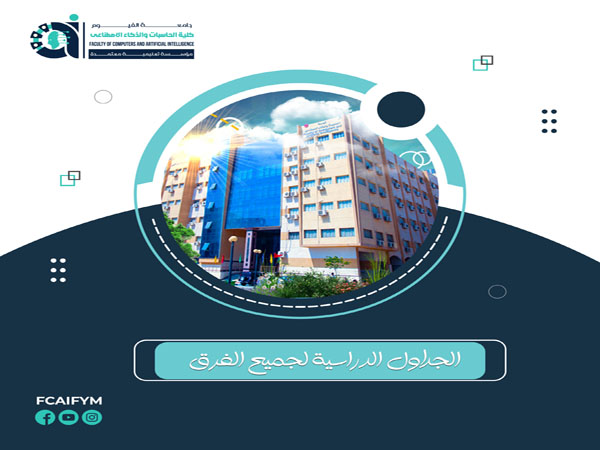 جامعة الفيوم
كلية الحاسبات والذكاء الاصطناعى
FACULTY OF COMPUTERS AND ARTIFICIAL INTELLIGENCE
مؤسسة تعليمية معتمدة
الجداول الدراسية لجميع الفرق
FCAIFYM